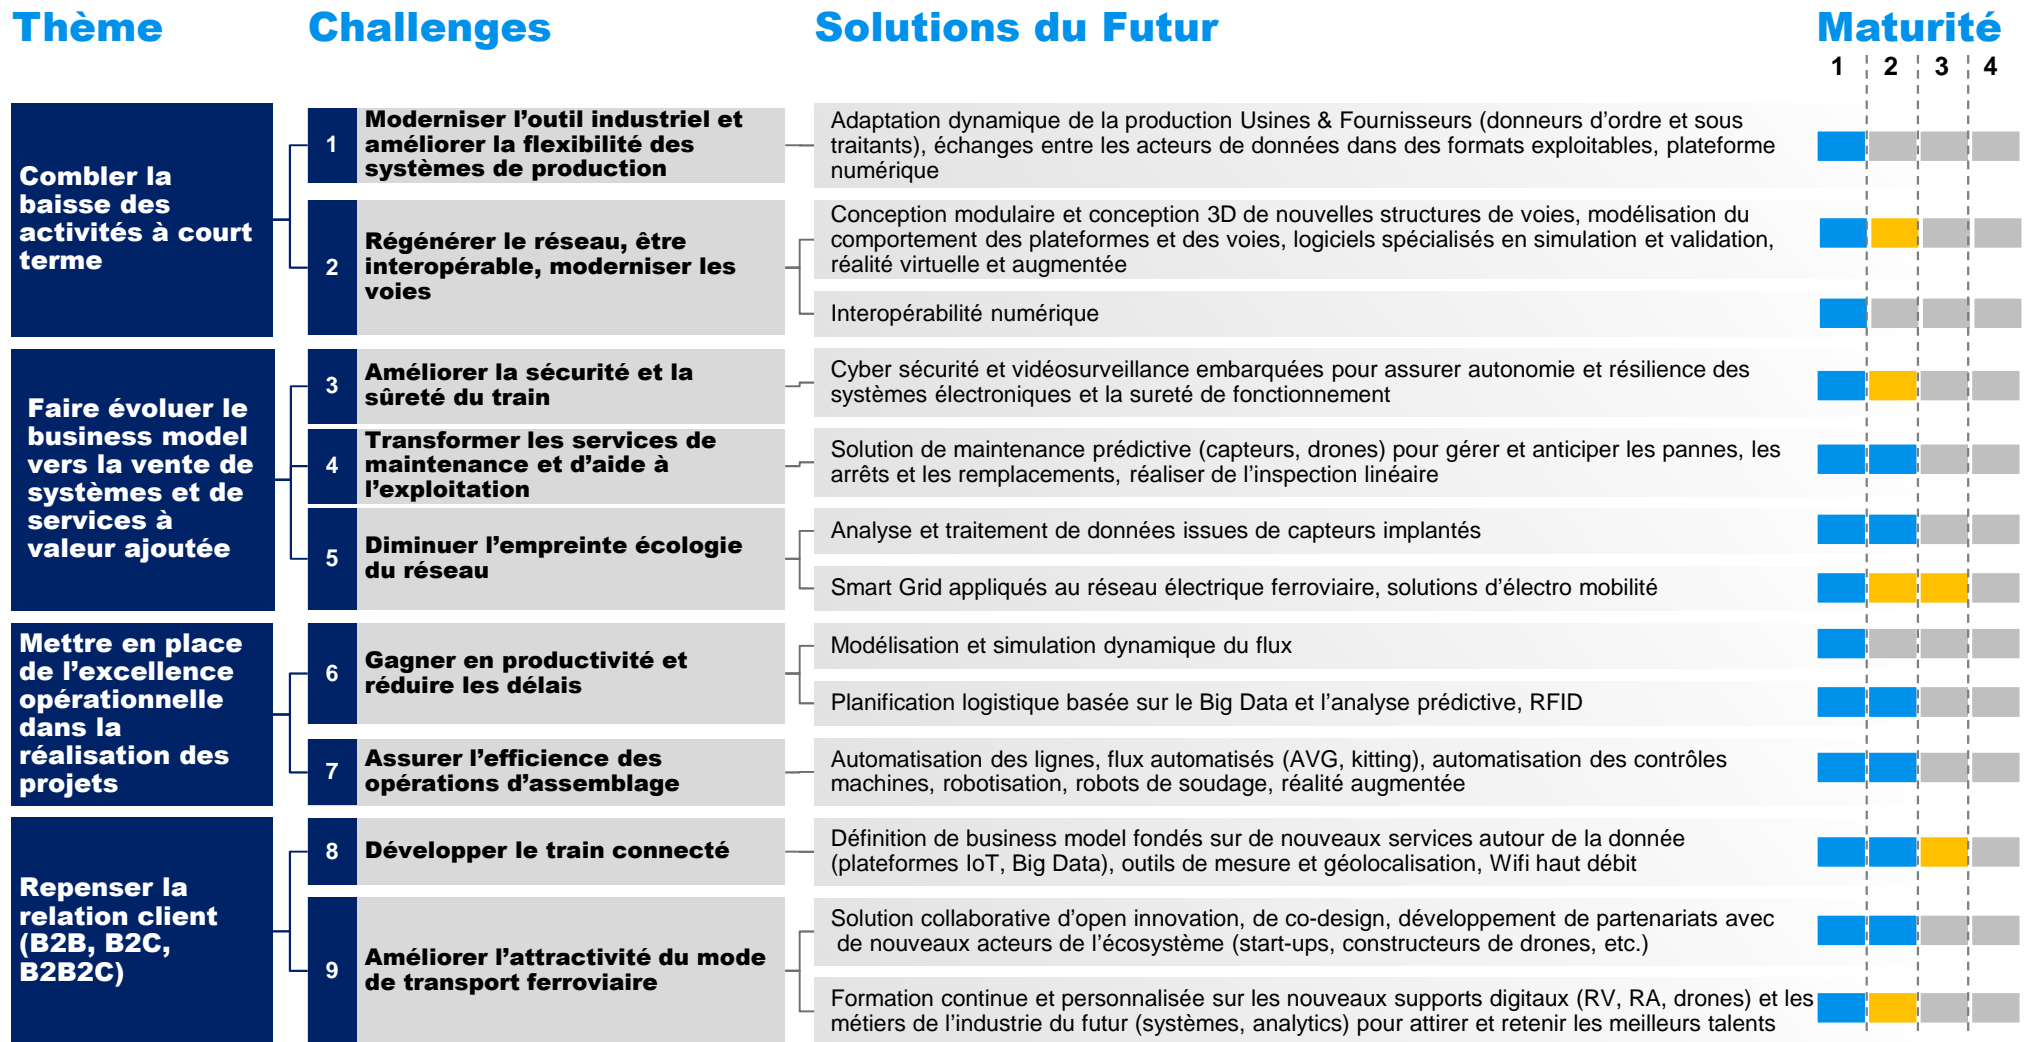 Thème
Challenges
Solutions du Futur
Maturité
1 2 3 4
Combler la
baisse des
activités à court
terme
1
Moderniser l’outil industriel et
améliorer la flexibilité des
systèmes de production
Adaptation dynamique de la production Usines & Fournisseurs (donneurs d’ordre et sous
traitants), échanges entre les acteurs de données dans des formats exploitables, plateforme
numérique
2
Régénérer le réseau, être
interopérable, moderniser les
voies
Conception modulaire et conception 3D de nouvelles structures de voies, modélisation du
comportement des plateformes et des voies, logiciels spécialisés en simulation et validation,
réalité virtuelle et augmentée
Interopérabilité numérique
Faire évoluer le
business model
vers la vente de
systèmes et de
services à
valeur ajoutée
3
Améliorer la sécurité et la
sûreté du train
Cyber sécurité et vidéosurveillance embarquées pour assurer autonomie et résilience des
systèmes électroniques et la sureté de fonctionnement
4
Transformer les services de
maintenance et d’aide à
l’exploitation
Solution de maintenance prédictive (capteurs, drones) pour gérer et anticiper les pannes, les
arrêts et les remplacements, réaliser de l’inspection linéaire
5
Diminuer l’empreinte écologie
du réseau
Analyse et traitement de données issues de capteurs implantés
Smart Grid appliqués au réseau électrique ferroviaire, solutions d’électro mobilité
Mettre en place
de l’excellence
opérationnelle
dans la
réalisation des
projets
6
Gagner en productivité et
réduire les délais
Modélisation et simulation dynamique du flux
Planification logistique basée sur le Big Data et l’analyse prédictive, RFID
7
Assurer l’efficience des
opérations d’assemblage
Automatisation des lignes, flux automatisés (AVG, kitting), automatisation des contrôles
machines, robotisation, robots de soudage, réalité augmentée
Repenser la
relation client
(B2B, B2C,
B2B2C)
8
Développer le train connecté
Définition de business model fondés sur de nouveaux services autour de la donnée
(plateformes IoT, Big Data), outils de mesure et géolocalisation, Wifi haut débit
9
Améliorer l’attractivité du mode
de transport ferroviaire
Solution collaborative d’open innovation, de co-design, développement de partenariats avec
de nouveaux acteurs de l’écosystème (start-ups, constructeurs de drones, etc.)
Formation continue et personnalisée sur les nouveaux supports digitaux (RV, RA, drones) et les
métiers de l’industrie du futur (systèmes, analytics) pour attirer et retenir les meilleurs talents